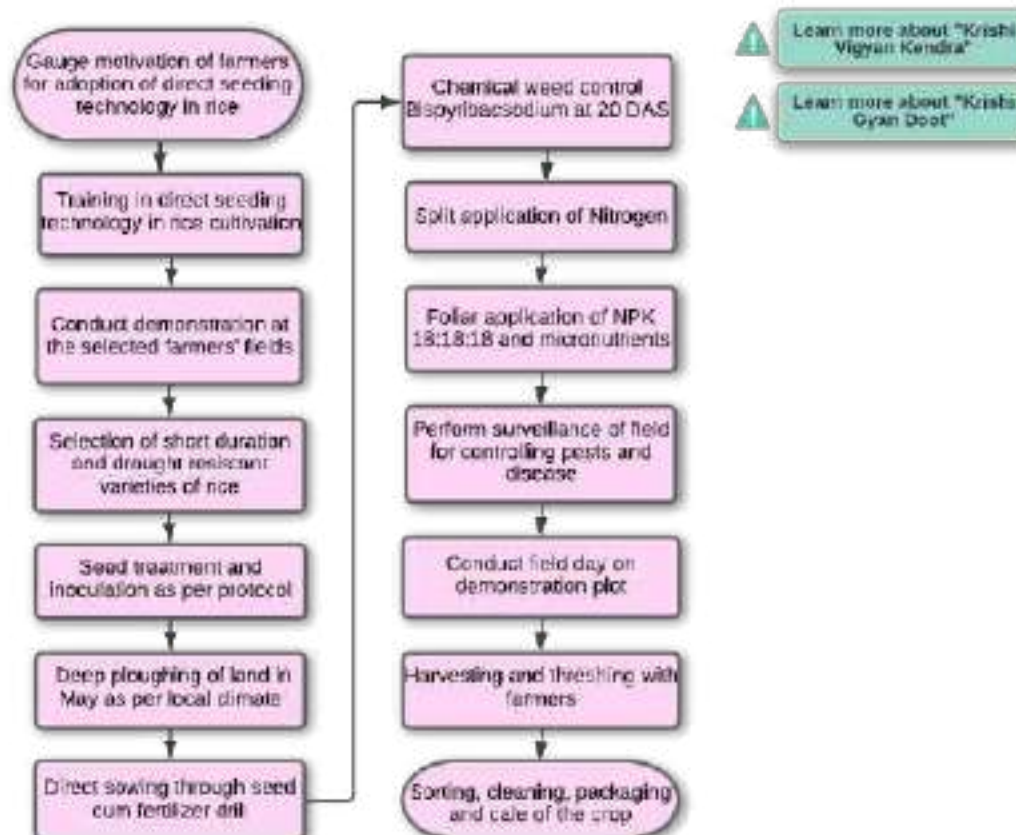 Gauge motivation of farmers
for adoption of direct seeding
technology in rice
Training in direct seeding
technology in rice cultivation
Conduct demonstration at
the selected farmers' fields
Selection of short duration
and drought resistant
varieties of rice
Seed treatment and
inoculation as per protocol
Deep ploughing of land in
May as per local climate
Direct sowing through seed
cum fertilizer drill
Chemical weed control
Bispyribacsodium at 20 DAS
Split application of Nitrogen
Foliar application of NPK
18:18:18 and micronutrients
Perform surveillance of field
for controlling pests and
disease
Conduct field day on
demonstration plot
Harvesting and threshing with
farmers
Sorting, cleaning, packaging
and cale of the crop
Learn more about "Krishi
Vigyan Kendra"
Learn more about "Krishi
Gyan Doot"